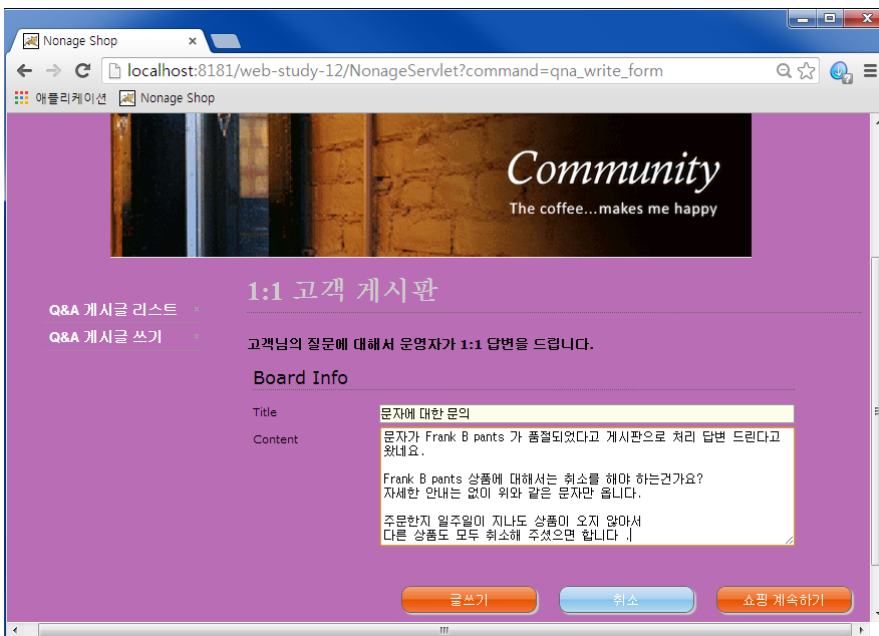 Nonage Shop
localhost:8181/web-study-12/NonageServlet?command=qna_write_form
애플리케이션 Nonage Shop
Community
The coffee...makes me happy
1:1 고객 게시판
Q&A 게시글 리스트
Q&A 게시글 쓰기
고객님의 질문에 대해서 운영자가 1:1 답변을 드립니다.
Board Info
Title 문자에 대한 문의
Content 문자가 Frank B pants 가 품절되었다고 게시판으로 처리 답변 드린다고
왔네요.
Frank B pants 상품에 대해서는 취소를 해야 하는건가요?
자세한 안내는 없이 위와 같은 문자만 옵니다.
주문한지 일주일이 지나도 상품이 오지 않아서
다른 상품도 모두 취소해 주셨으면 합니다 .
글쓰기 취소 쇼핑 계속하기